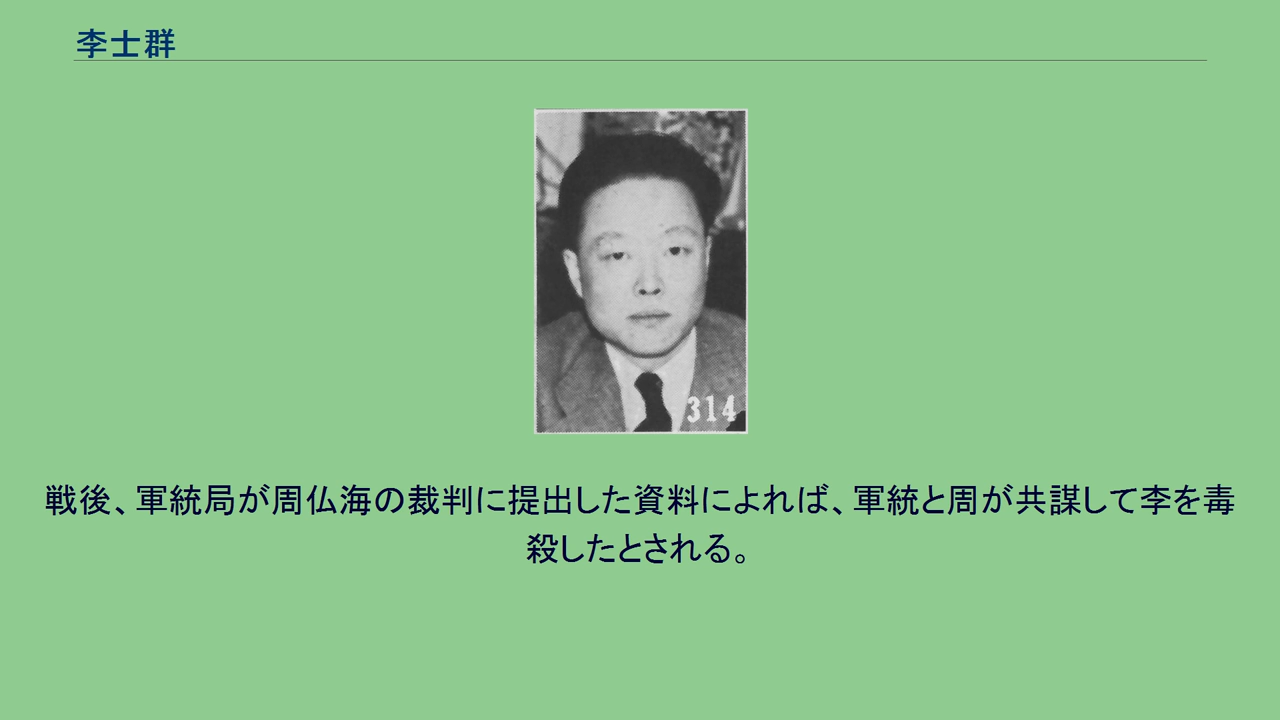 李士群
314
戦後、軍統局が周仏海の裁判に提出した資料によれば、軍統と周が共謀して李を毒
殺したとされる。